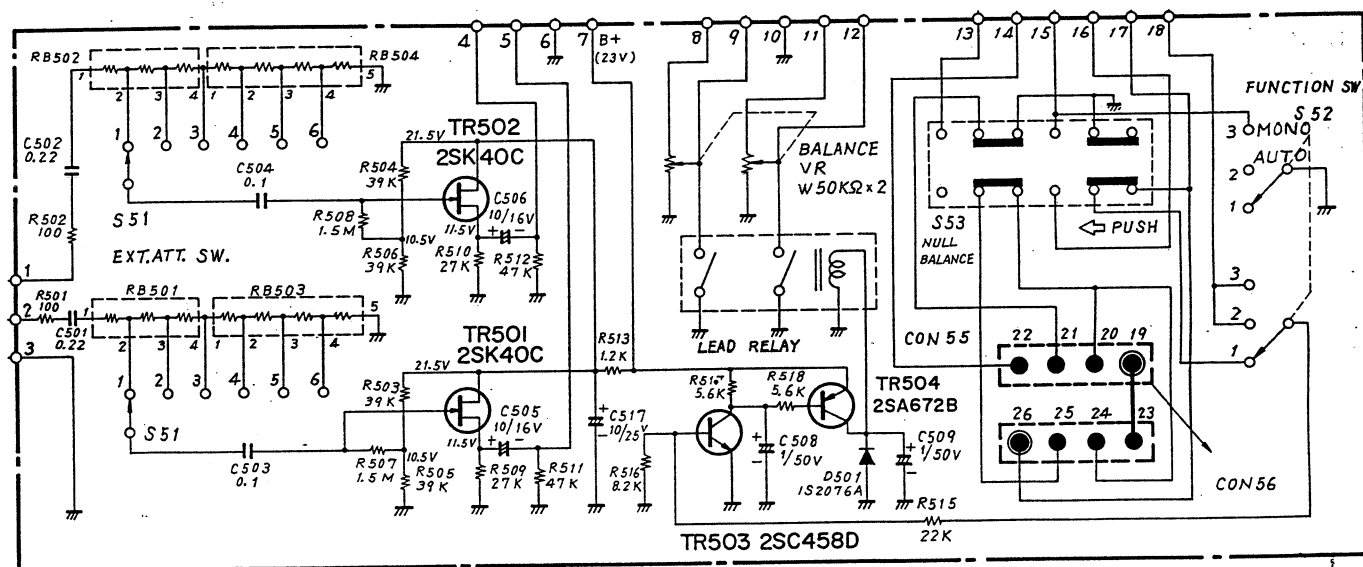 4 5 6 7 B+ (23V) 8 9 10 11 12 13 14 15 16 17 18
RB502
RB504
1 2 3 4 1 2 3 4 5
1 2 3 4 5 6
C502
0.22
R502
100
S51
EXT.ATT. SW.
C504
0.1
TR502
2SK40C
21.5V
R504
39K
R508
1.5M
10.5V
R506
39K
11.5V
R510
27K
C506
10/16V
+ -
R512
47K
BALANCE
VR
W50KΩ×2
LEAD RELAY
S53
NULL
BALANCE
PUSH
FUNCTION SW
S52
3 MONO
AUTO
2
1
3
2
1
1
2
3
R501
100
C501
0.22
RB501
RB503
1 2 3 4 1 2 3 4 5
1 2 3 4 5 6
S51
C503
0.1
TR501
2SK40C
21.5V
R503
39K
R507
1.5M
10.5V
R505
39K
11.5V
R509
27K
C505
10/16V
+ -
R511
47K
R513
1.2K
+
-
C517
10/25V
R516
8.2K
R517
5.6K
R518
5.6K
+
-
C508
1/50V
TR504
2SA672B
D501
1S2076A
+
-
C509
1/50V
TR503 2SC458D
R515
22K
CON 55
22 21 20 19
26 25 24 23
CON56